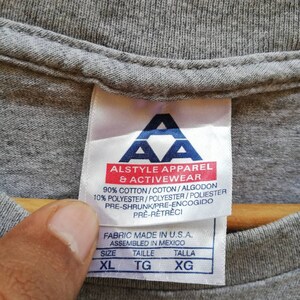 AAA
ALSTYLE APPAREL
& ACTIVEWEAR
90% COTTON / COTON / ALGODON
10% POLYESTER / POLYESTER / POLIESTER
PRE-SHRUNK / PRE-ENCOGIDO
PRÉ-RÉTRÉCI
FABRIC MADE IN U.S.A.
ASSEMBLED IN MEXICO
SIZE TAILLE TALLA
XL TG XG